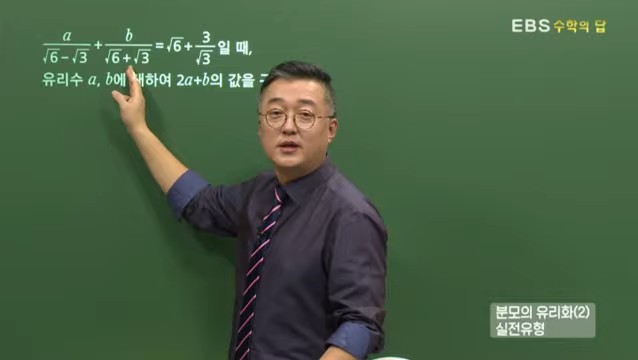 EBS 수학의 답
a/(√6−√3) + b/(√6+√3) = √6 + 3/√3 일 때,
유리수 a, b에 대하여 2a+b의 값을
분모의 유리화(2)
실전유형